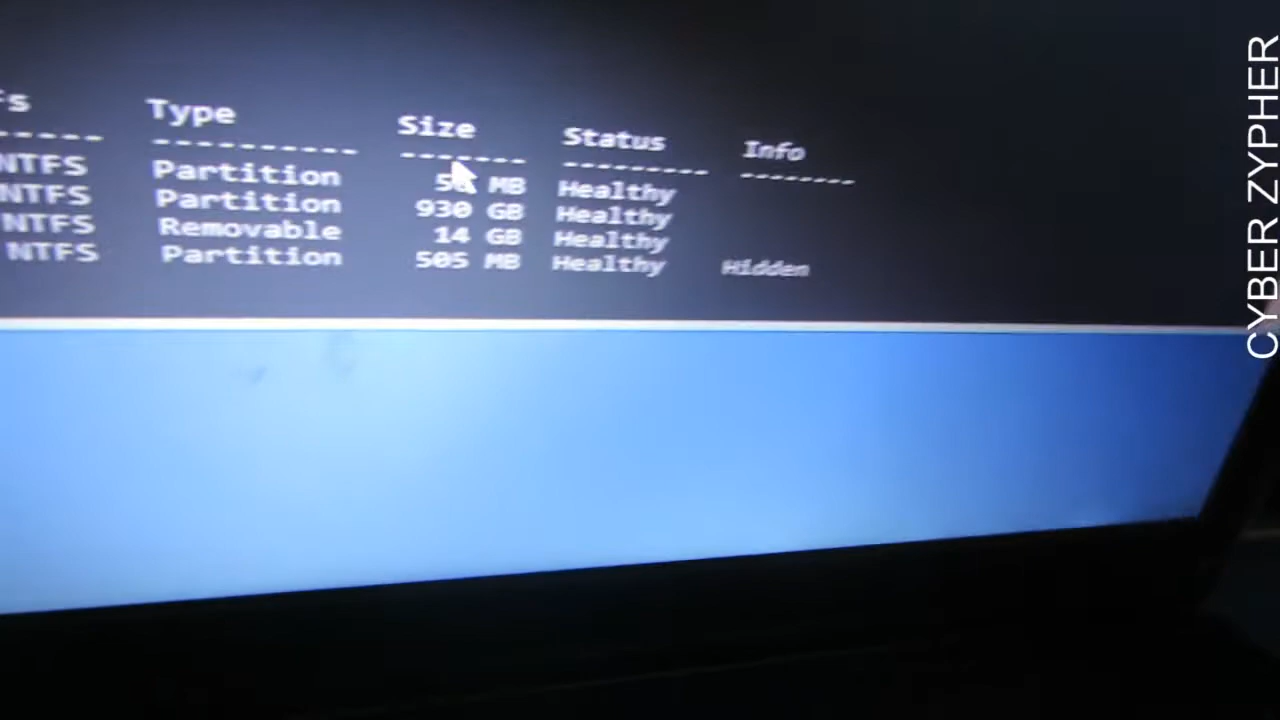 Type Size Status Info
---------- ------- -------- --------
NTFS Partition MB Healthy
NTFS Partition 930 GB Healthy
NTFS Removable 14 GB Healthy
NTFS Partition 505 MB Healthy Hidden
CYBER ZYPHER